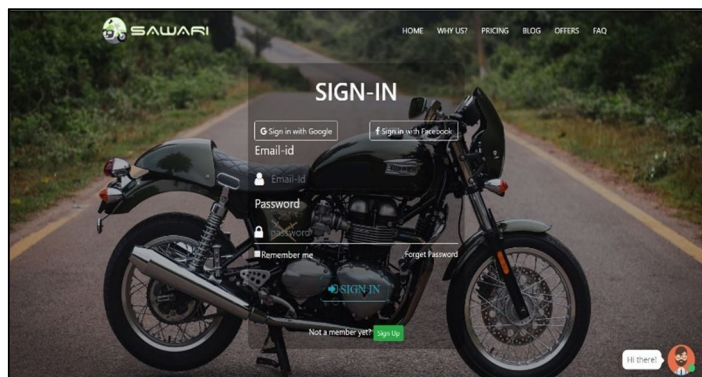 SAWARI
HOME WHY US? PRICING BLOG OFFERS FAQ
SIGN-IN
G Sign in with Google f Sign in with Facebook
Email-id
Email-Id
Password
password
Remember me Forget Password
SIGN IN
Not a member yet? Sign Up
Hi there!